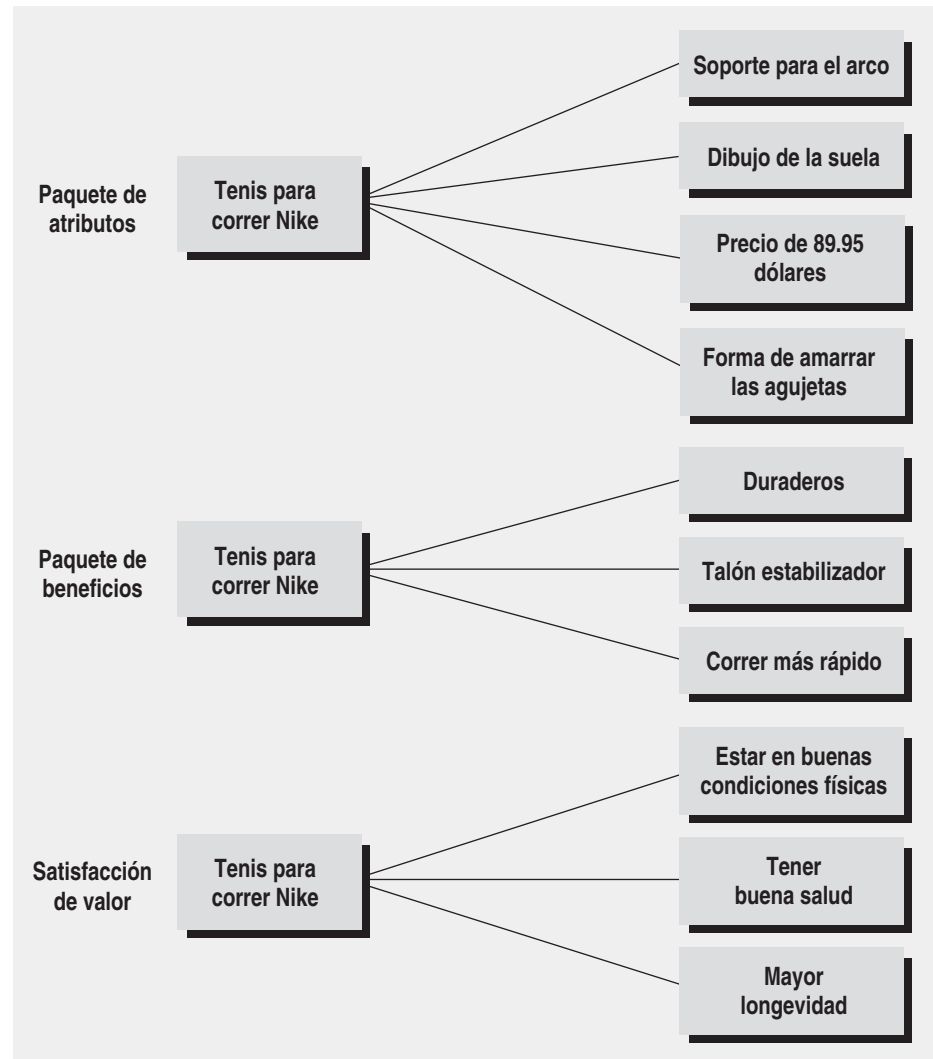 Paquete de
atributos
Tenis para
correr Nike
Soporte para el arco
Dibujo de la suela
Precio de 89.95
dólares
Forma de amarrar
las agujetas
Paquete de
beneficios
Tenis para
correr Nike
Duraderos
Talón estabilizador
Correr más rápido
Satisfacción
de valor
Tenis para
correr Nike
Estar en buenas
condiciones físicas
Tener
buena salud
Mayor
longevidad